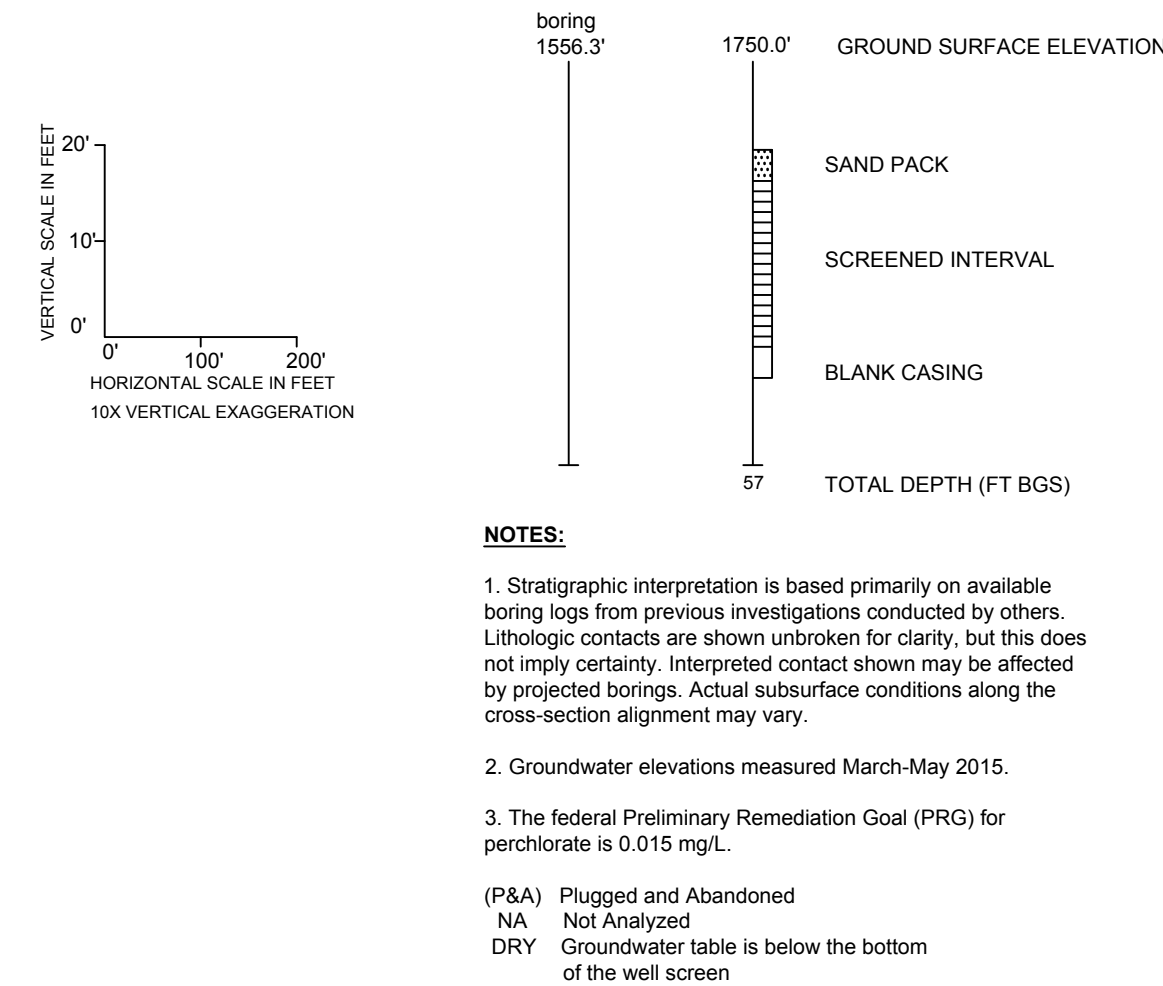 boring
1556.3'
1750.0'
GROUND SURFACE ELEVATION
VERTICAL SCALE IN FEET
20'
10'
0'
0'
100'
200'
HORIZONTAL SCALE IN FEET
10X VERTICAL EXAGGERATION
SAND PACK
SCREENED INTERVAL
BLANK CASING
57
TOTAL DEPTH (FT BGS)
NOTES:
1. Stratigraphic interpretation is based primarily on available
boring logs from previous investigations conducted by others.
Lithologic contacts are shown unbroken for clarity, but this does
not imply certainty. Interpreted contact shown may be affected
by projected borings. Actual subsurface conditions along the
cross-section alignment may vary.
2. Groundwater elevations measured March-May 2015.
3. The federal Preliminary Remediation Goal (PRG) for
perchlorate is 0.015 mg/L.
(P&A) Plugged and Abandoned
NA Not Analyzed
DRY Groundwater table is below the bottom
of the well screen